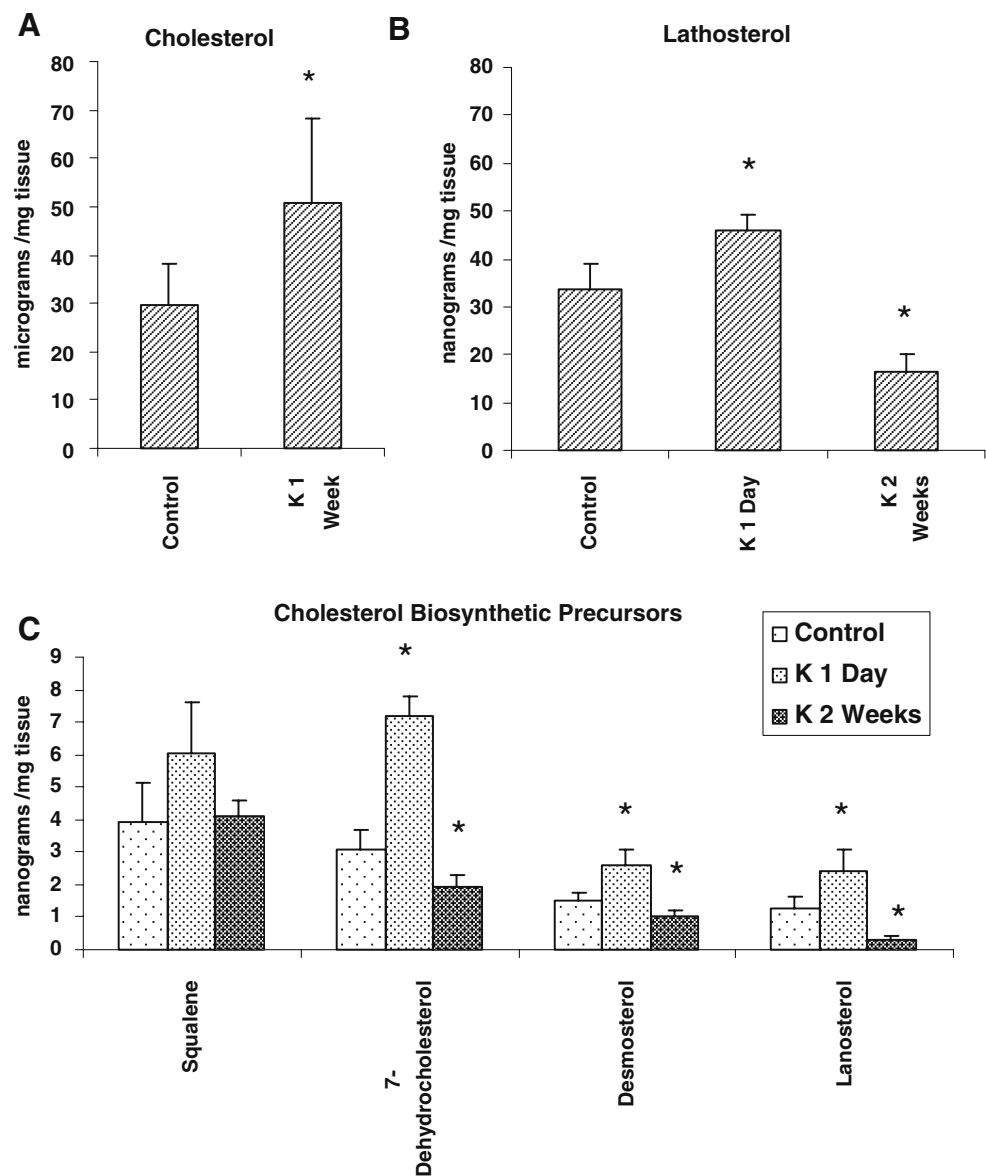 A
Cholesterol
micrograms /mg tissue
80
70
60
50
40
30
20
10
0
*
Control
K 1
Week
B
Lathosterol
nanograms /mg tissue
80
70
60
50
40
30
20
10
0
*
*
Control
K 1 Day
K 2
Weeks
C
Cholesterol Biosynthetic Precursors
nanograms /mg tissue
9
8
7
6
5
4
3
2
1
0
*
*
*
*
*
*
Control
K 1 Day
K 2 Weeks
Squalene
7-
Dehydrocholesterol
Desmosterol
Lanosterol